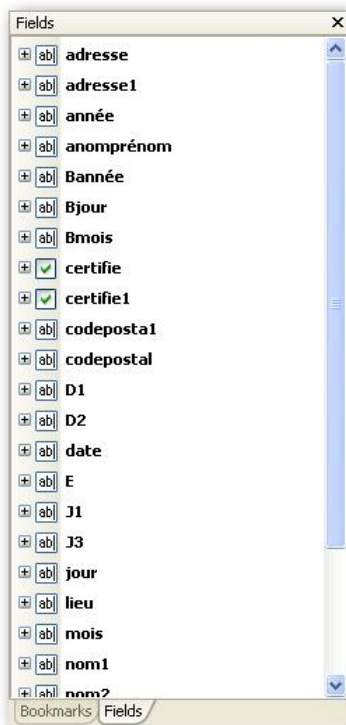 Fields
adresse
adresse1
année
anomprénom
Bannée
Bjour
Bmois
certifie
certifie1
codeposta1
codepostal
D1
D2
date
E
J1
J3
jour
lieu
mois
nom1
nom2
Bookmarks Fields